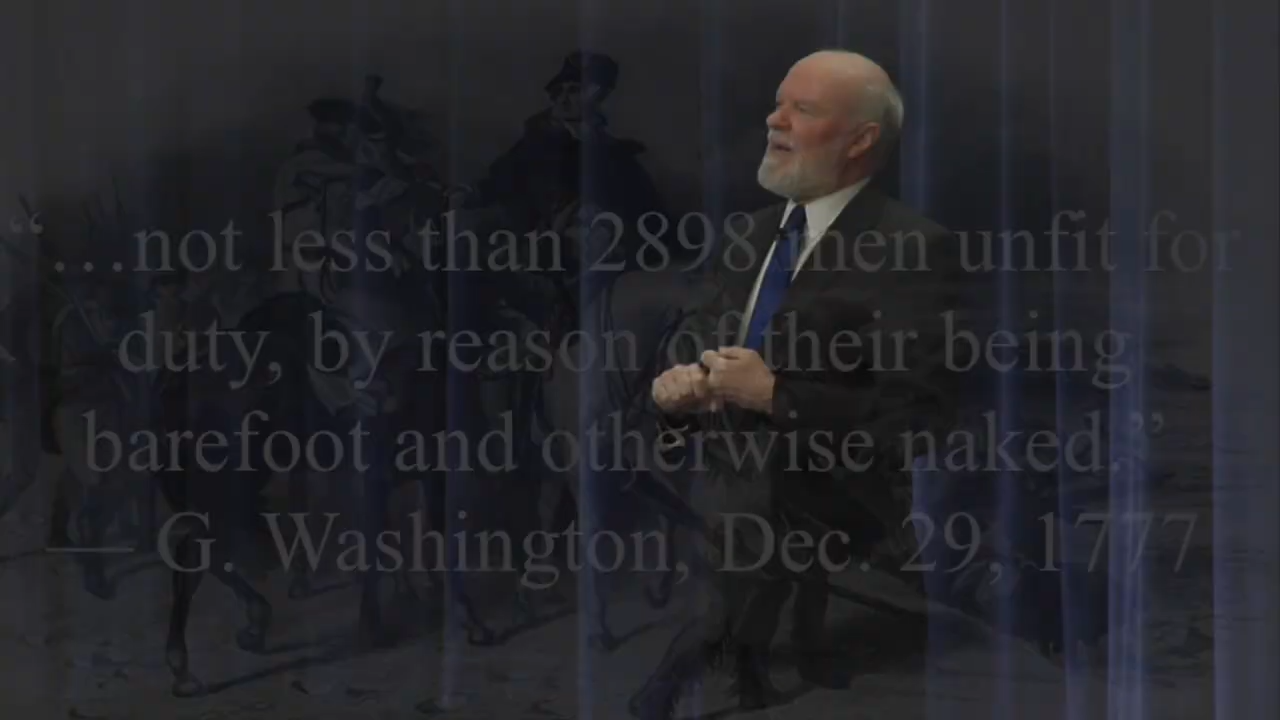 “…not less than 2898 men unfit for
duty, by reason of their being
barefoot and otherwise naked.”
— G. Washington, Dec. 29, 1777